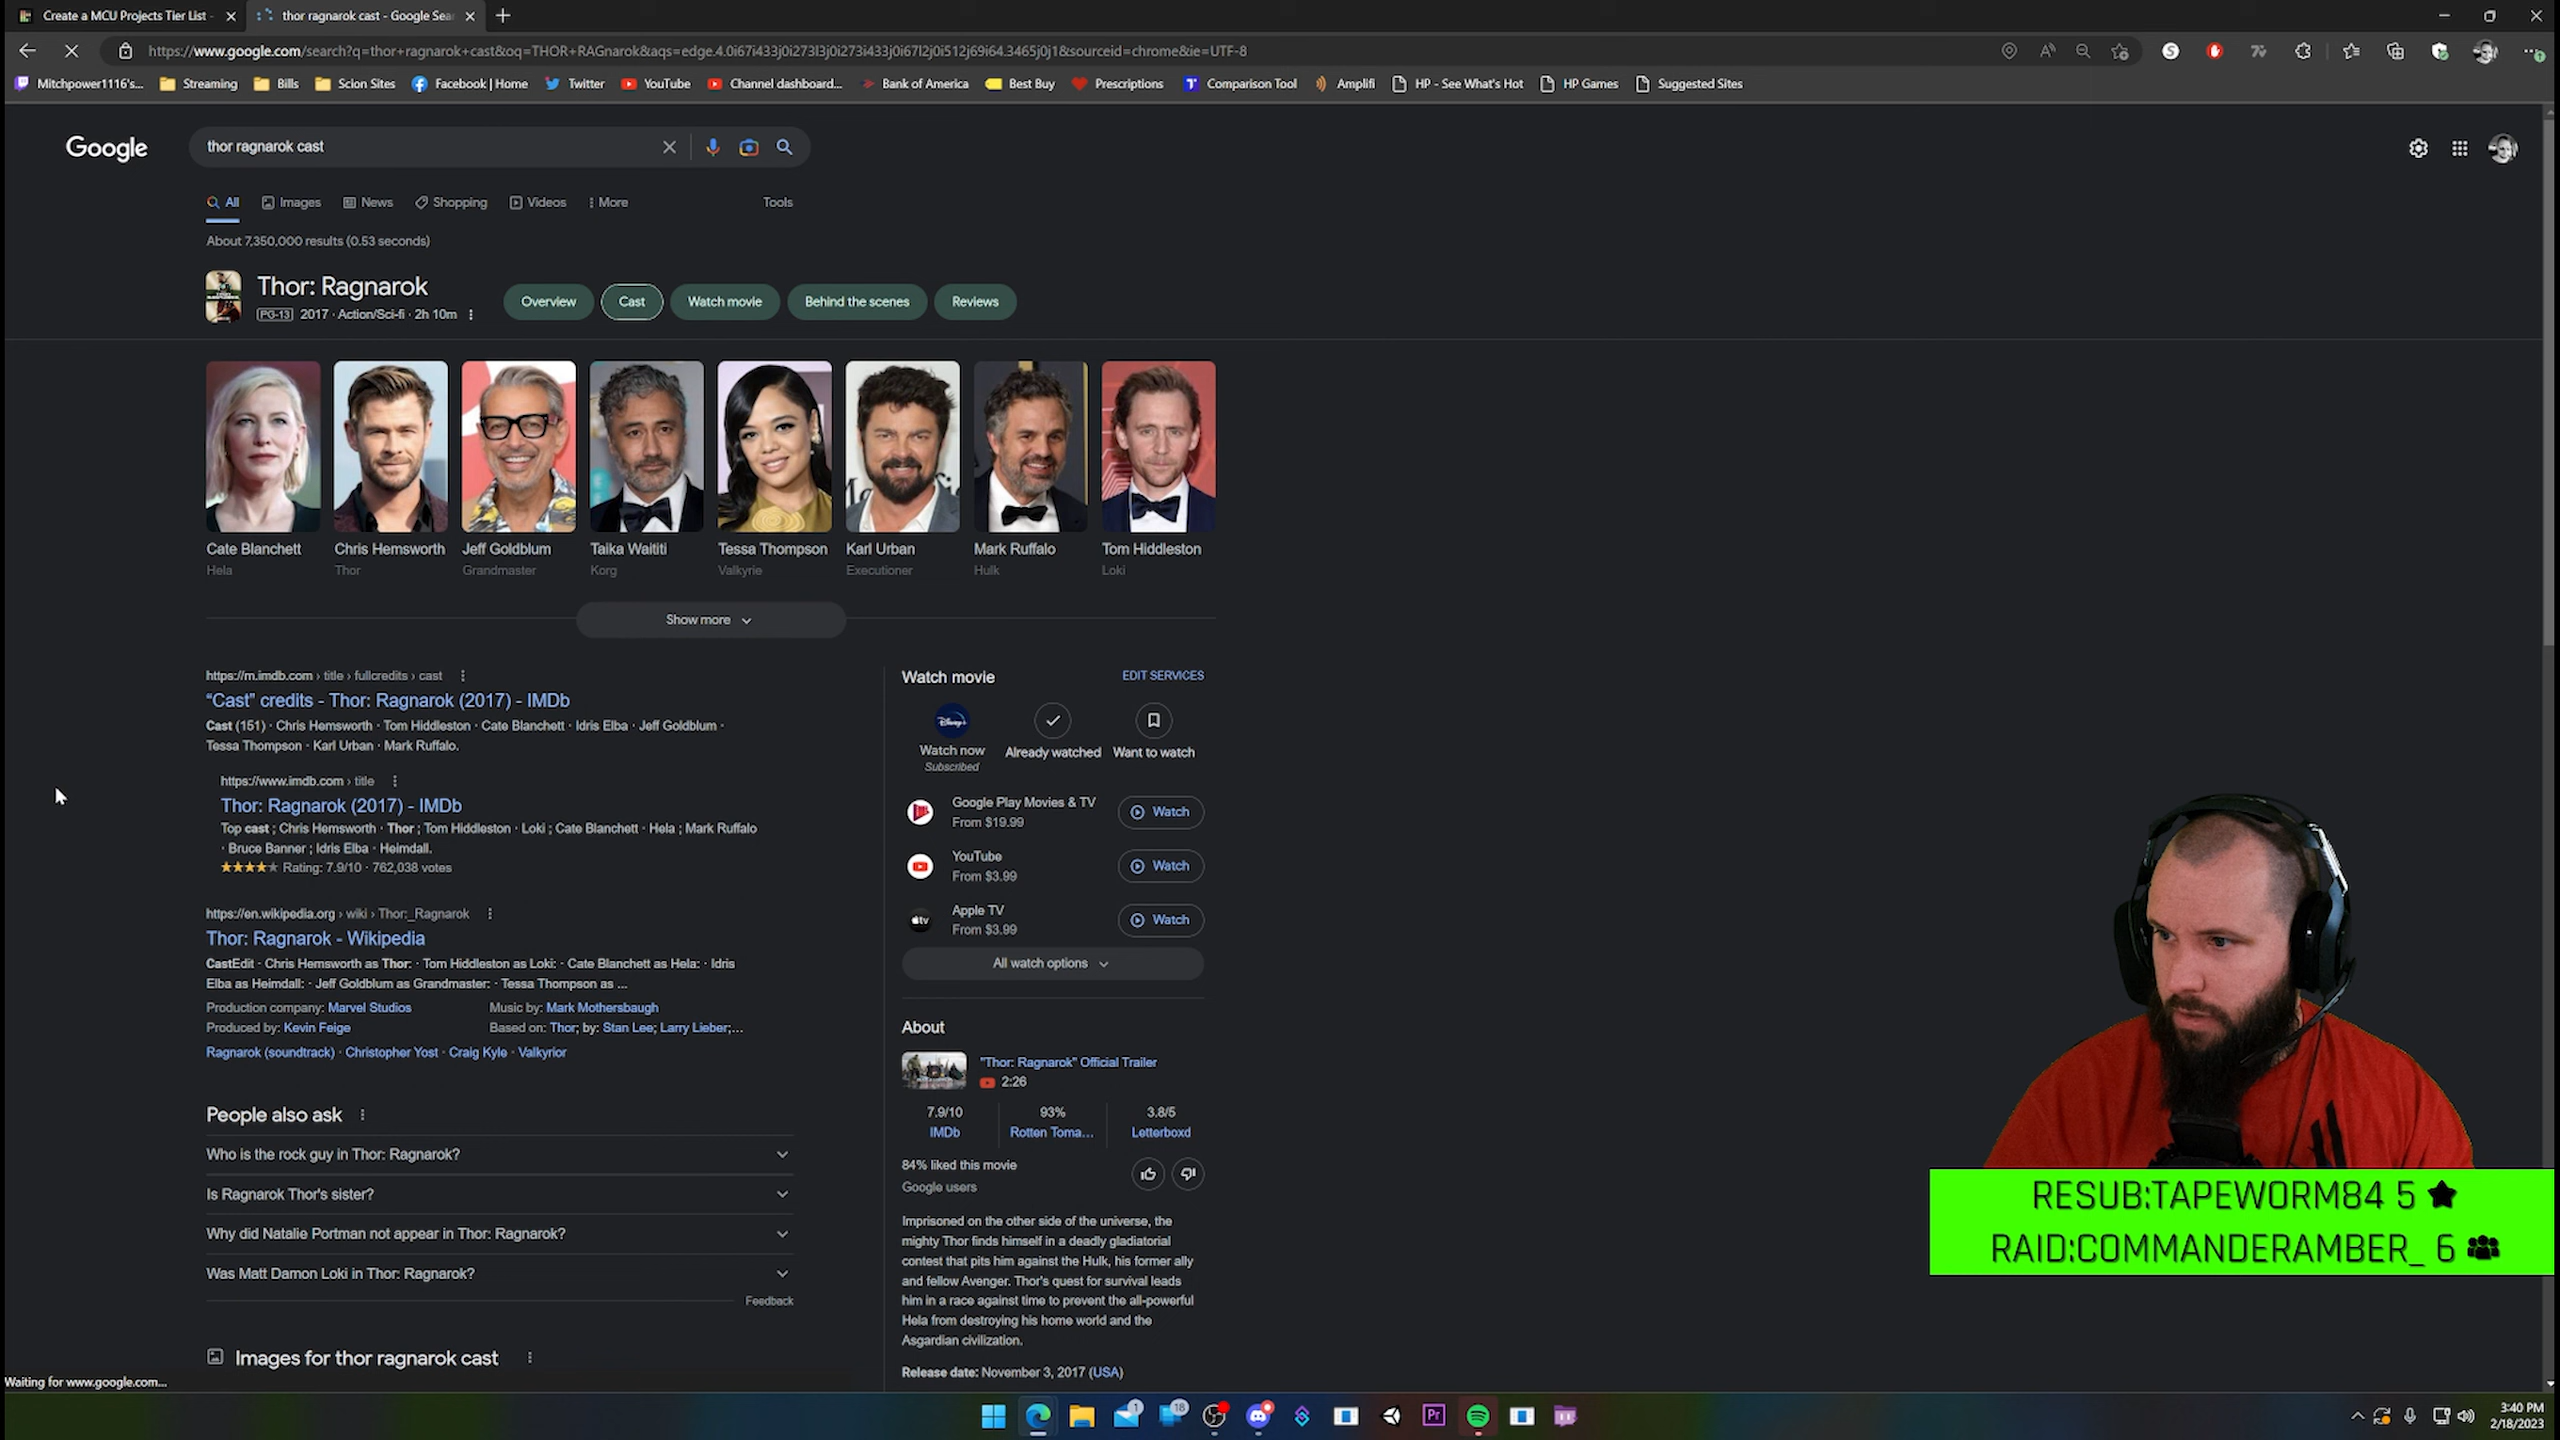 Create a MCU Projects Tier List -
thor ragnarok cast - Google Sea
https://www.google.com/search?q=thor+ragnarok+cast&oq=THOR+RAGnarok&aqs=edge.4.0i67i433j0i273l3j0i273i433j0i67l2j0i512j69i64.3465j0j1&sourceid=chrome&ie=UTF-8
Mitchpower1116's... Streaming Bills Scion Sites Facebook | Home Twitter YouTube Channel dashboard... Bank of America Best Buy Prescriptions Comparison Tool Amplifi HP - See What's Hot HP Games Suggested Sites
Google
thor ragnarok cast
All Images News Shopping Videos More Tools
About 7,350,000 results (0.53 seconds)
Thor: Ragnarok
PG-13 2017 · Action/Sci-fi · 2h 10m
Overview Cast Watch movie Behind the scenes Reviews
Cate Blanchett Chris Hemsworth Jeff Goldblum Taika Waititi Tessa Thompson Karl Urban Mark Ruffalo Tom Hiddleston
Hela Thor Grandmaster Korg Valkyrie Executioner Hulk Loki
Show more
https://m.imdb.com › title › fullcredits › cast
“Cast” credits - Thor: Ragnarok (2017) - IMDb
Cast (151) · Chris Hemsworth · Tom Hiddleston · Cate Blanchett · Idris Elba · Jeff Goldblum ·
Tessa Thompson · Karl Urban · Mark Ruffalo.
https://www.imdb.com › title
Thor: Ragnarok (2017) - IMDb
Top cast ; Chris Hemsworth · Thor ; Tom Hiddleston · Loki ; Cate Blanchett · Hela ; Mark Ruffalo
· Bruce Banner ; Idris Elba · Heimdall.
Rating: 7.9/10 · 762,038 votes
https://en.wikipedia.org › wiki › Thor:_Ragnarok
Thor: Ragnarok - Wikipedia
CastEdit · Chris Hemsworth as Thor: · Tom Hiddleston as Loki: · Cate Blanchett as Hela: · Idris
Elba as Heimdall: · Jeff Goldblum as Grandmaster: · Tessa Thompson as ...
Production company: Marvel Studios Music by: Mark Mothersbaugh
Produced by: Kevin Feige Based on: Thor; by: Stan Lee; Larry Lieber;...
Ragnarok (soundtrack) · Christopher Yost · Craig Kyle · Valkyrior
People also ask
Who is the rock guy in Thor: Ragnarok?
Is Ragnarok Thor's sister?
Why did Natalie Portman not appear in Thor: Ragnarok?
Was Matt Damon Loki in Thor: Ragnarok?
Feedback
Images for thor ragnarok cast
Waiting for www.google.com...
Watch movie EDIT SERVICES
Disney+
Watch now Already watched Want to watch
Subscribed
Google Play Movies & TV Watch
From $19.99
YouTube Watch
From $3.99
Apple TV Watch
From $3.99
All watch options
About
"Thor: Ragnarok" Official Trailer
2:26
7.9/10 93% 3.8/5
IMDb Rotten Toma... Letterboxd
84% liked this movie
Google users
Imprisoned on the other side of the universe, the
mighty Thor finds himself in a deadly gladiatorial
contest that pits him against the Hulk, his former ally
and fellow Avenger. Thor's quest for survival leads
him in a race against time to prevent the all-powerful
Hela from destroying his home world and the
Asgardian civilization.
Release date: November 3, 2017 (USA)
RESUB:TAPEWORM84 5
RAID:COMMANDERAMBER_ 6
1 18 Pr
3:40 PM
2/18/2023